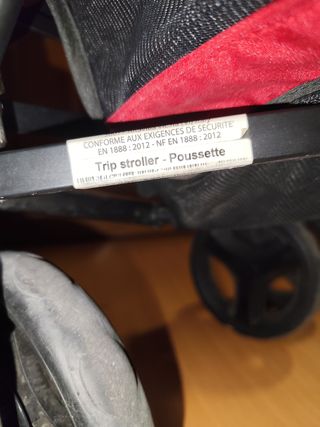 CONFORME AUX EXIGENCES DE SÉCURITÉ
EN 1888 : 2012 - NF EN 1888 : 2012
Trip stroller - Poussette